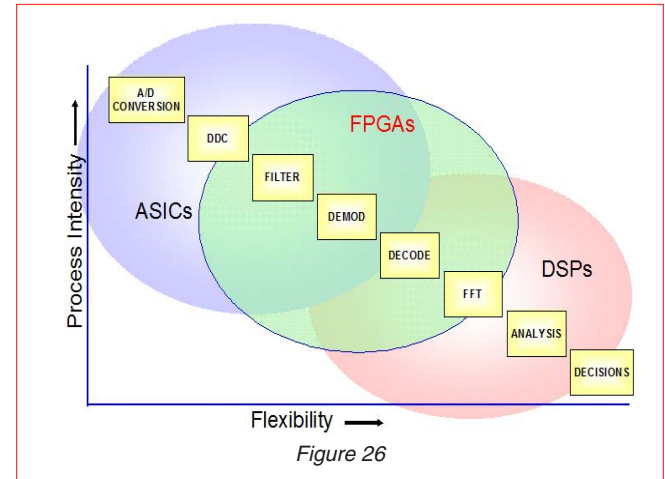 A/D
CONVERSION
DDC
FPGAs
FILTER
ASICs
DEMOD
DECODE
DSPs
FFT
ANALYSIS
DECISIONS
Process Intensity
Flexibility
Figure 26